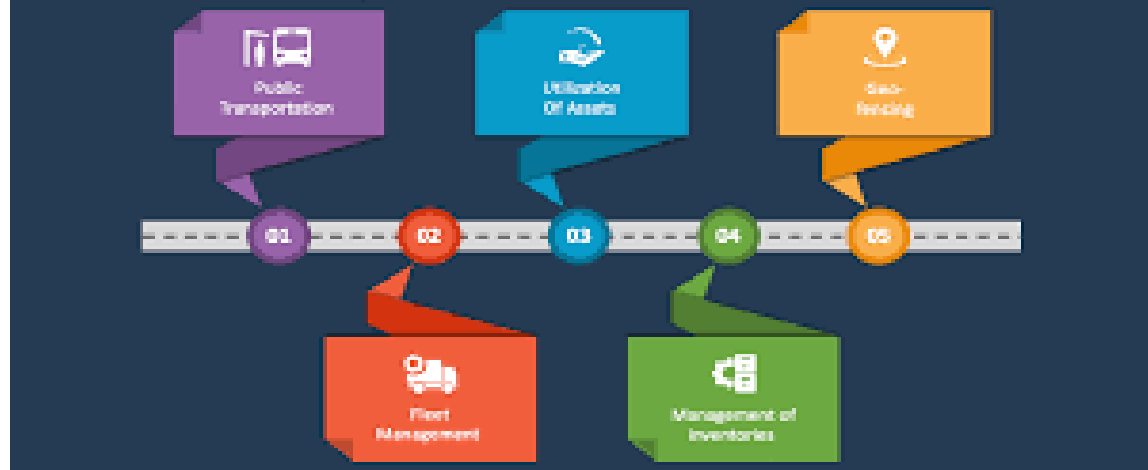 Public
Transportation
Utilization
Of Assets
Geo-
fencing
01
02
03
04
05
Fleet
Management
Management of
Inventories